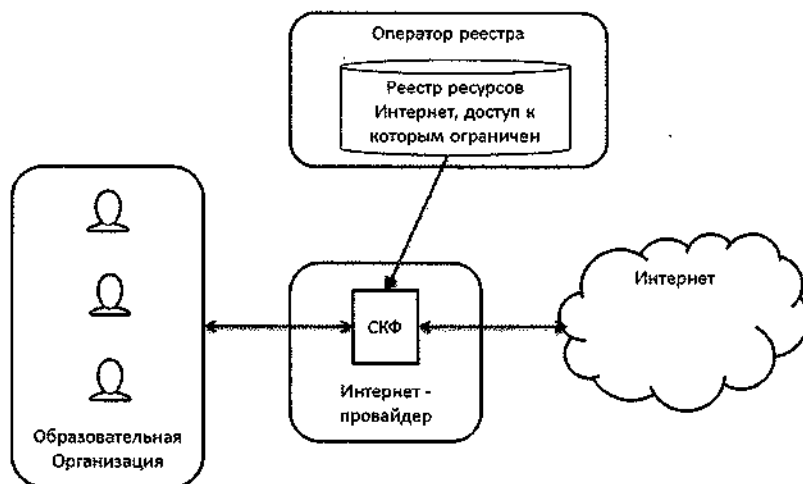 Оператор реестра
Реестр ресурсов
Интернет, доступ к
которым ограничен
Образовательная
Организация
СКФ
Интернет -
провайдер
Интернет